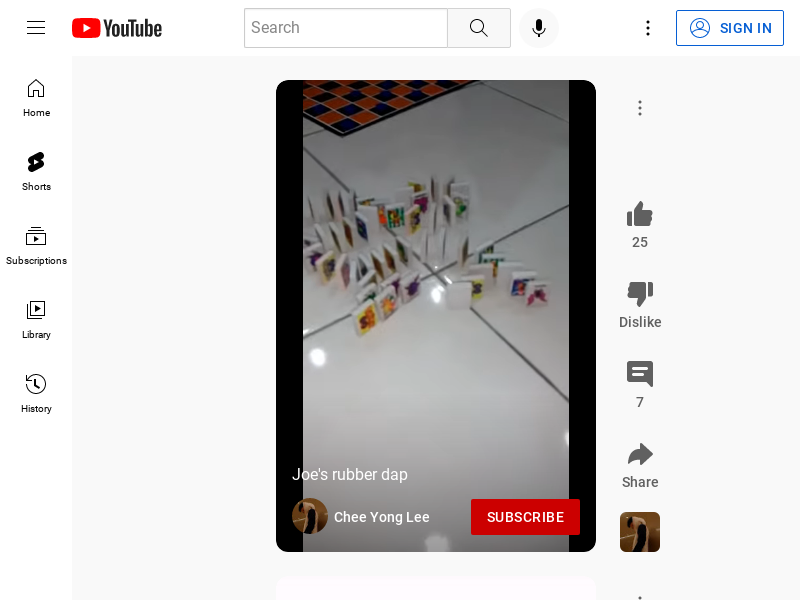 YouTube
Search
SIGN IN
Home
Shorts
Subscriptions
Library
History
25
Dislike
7
Share
Joe's rubber dap
Chee Yong Lee
SUBSCRIBE